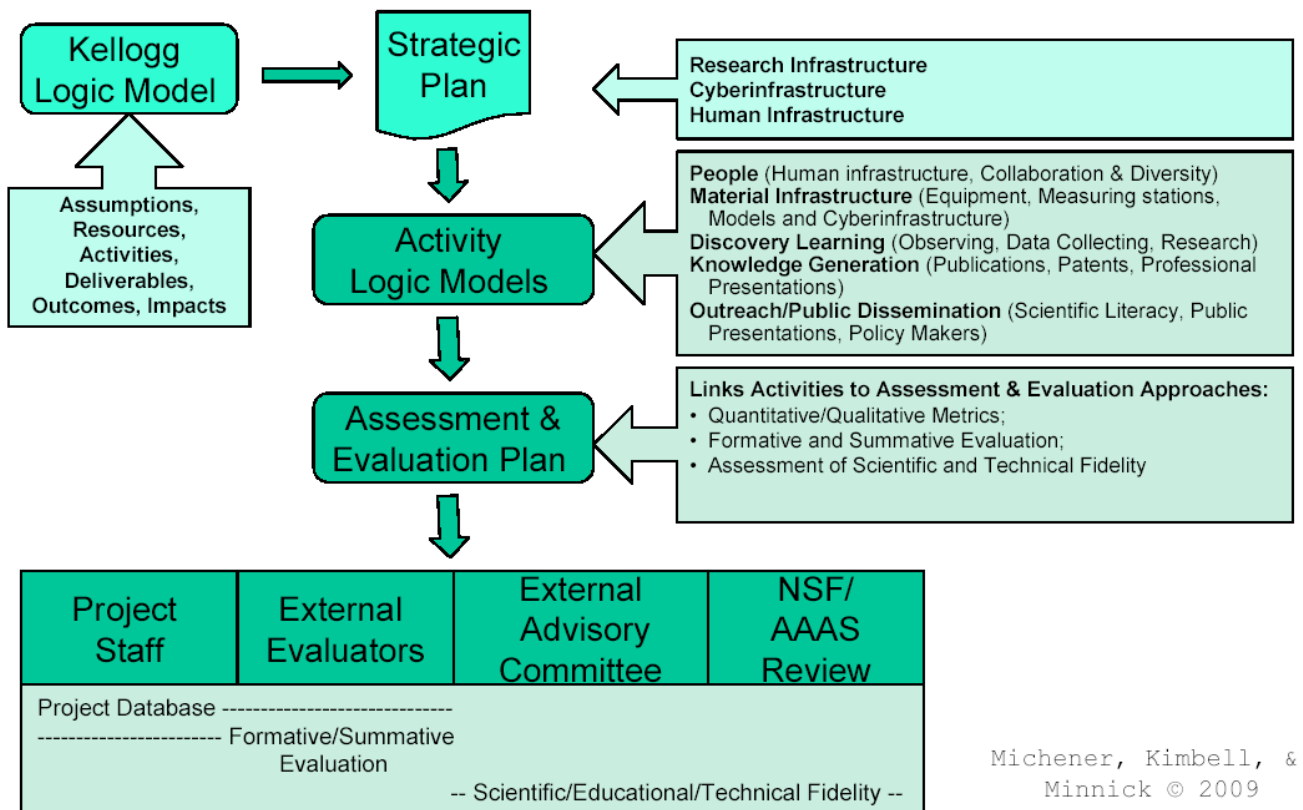 Kellogg
Logic Model
Strategic
Plan
Research Infrastructure
Cyberinfrastructure
Human Infrastructure
Assumptions,
Resources,
Activities,
Deliverables,
Outcomes, Impacts
Activity
Logic Models
People (Human infrastructure, Collaboration & Diversity)
Material Infrastructure (Equipment, Measuring stations,
Models and Cyberinfrastructure)
Discovery Learning (Observing, Data Collecting, Research)
Knowledge Generation (Publications, Patents, Professional
Presentations)
Outreach/Public Dissemination (Scientific Literacy, Public
Presentations, Policy Makers)
Assessment &
Evaluation Plan
Links Activities to Assessment & Evaluation Approaches:
• Quantitative/Qualitative Metrics;
• Formative and Summative Evaluation;
• Assessment of Scientific and Technical Fidelity
Project
Staff
External
Evaluators
External
Advisory
Committee
NSF/
AAAS
Review
Project Database ------------------------------
------------------------ Formative/Summative
Evaluation
-- Scientific/Educational/Technical Fidelity --
Michener, Kimbell, &
Minnick © 2009